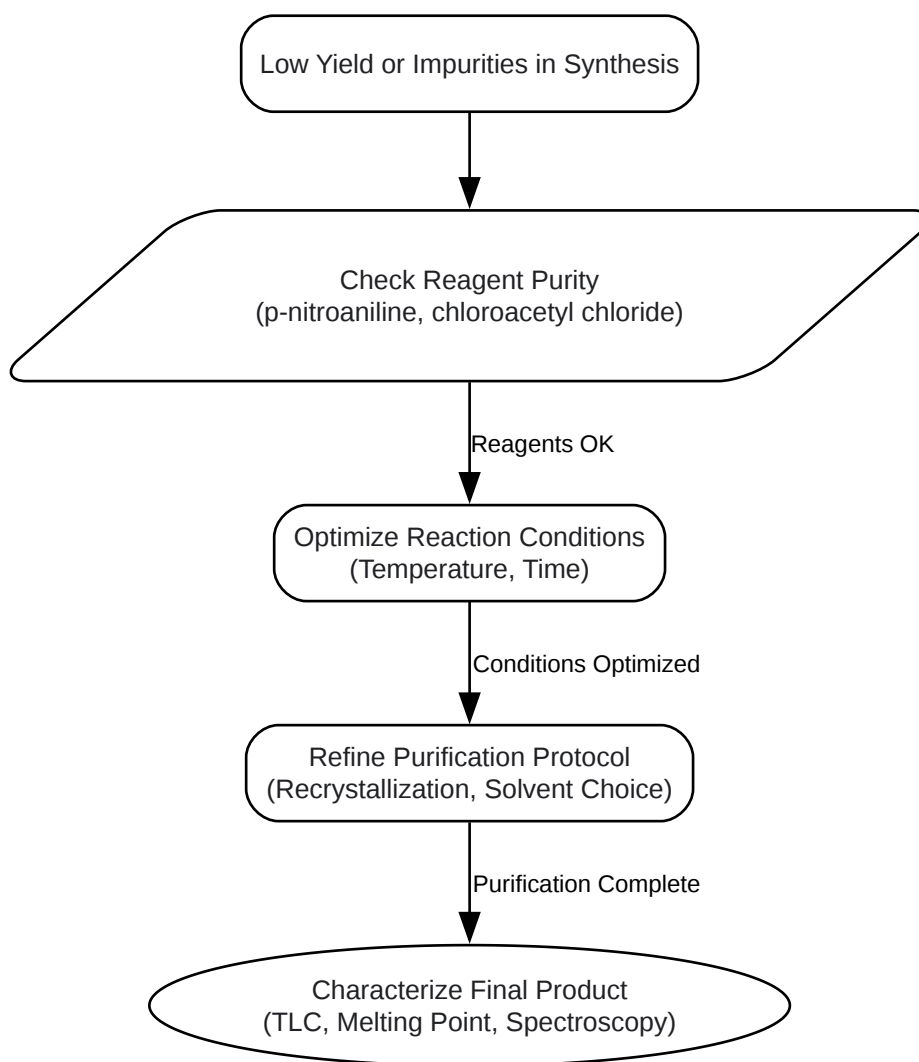 Low Yield or Impurities in Synthesis
Check Reagent Purity
(p-nitroaniline, chloroacetyl chloride)
Reagents OK
Optimize Reaction Conditions
(Temperature, Time)
Conditions Optimized
Refine Purification Protocol
(Recrystallization, Solvent Choice)
Purification Complete
Characterize Final Product
(TLC, Melting Point, Spectroscopy)